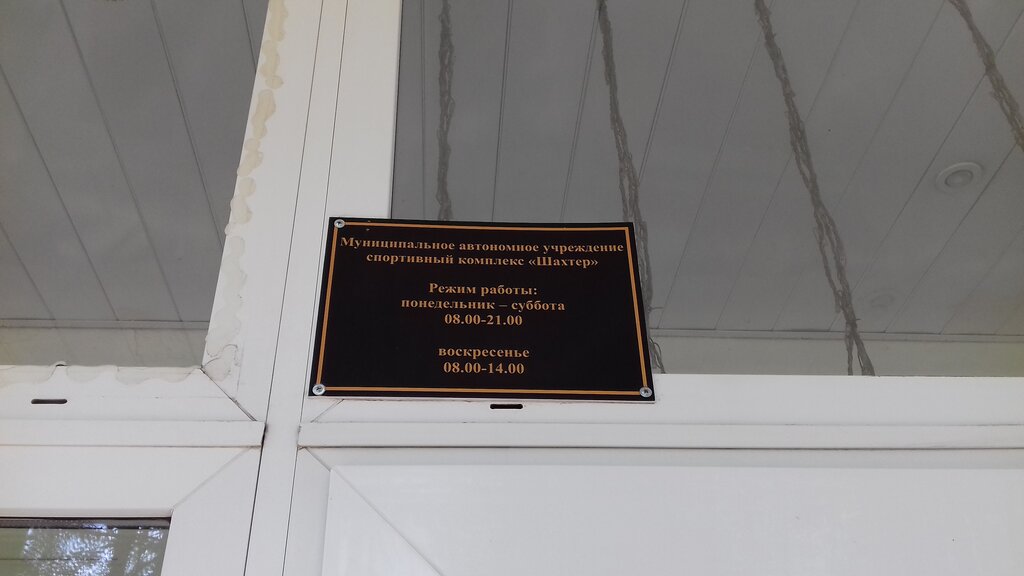 Муниципальное автономное учреждение
спортивный комплекс «Шахтер»
Режим работы:
понедельник – суббота
08.00-21.00
воскресенье
08.00-14.00